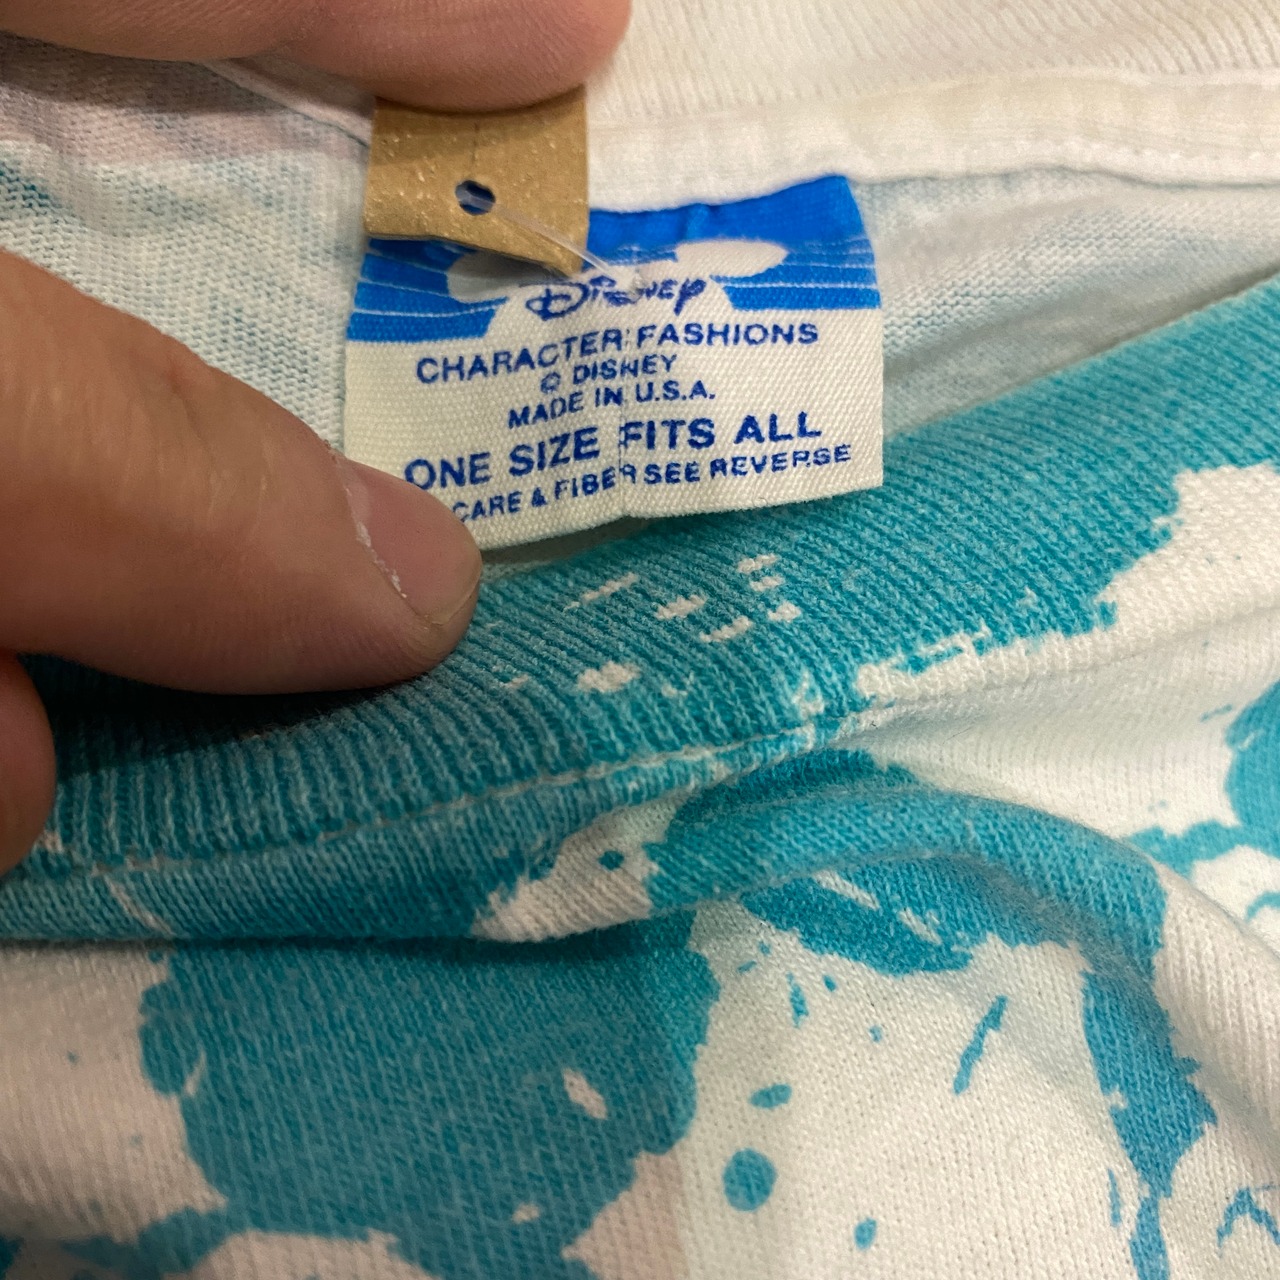 Disney
CHARACTER FASHIONS
© DISNEY
MADE IN U.S.A.
ONE SIZE FITS ALL
CARE & FIBER SEE REVERSE